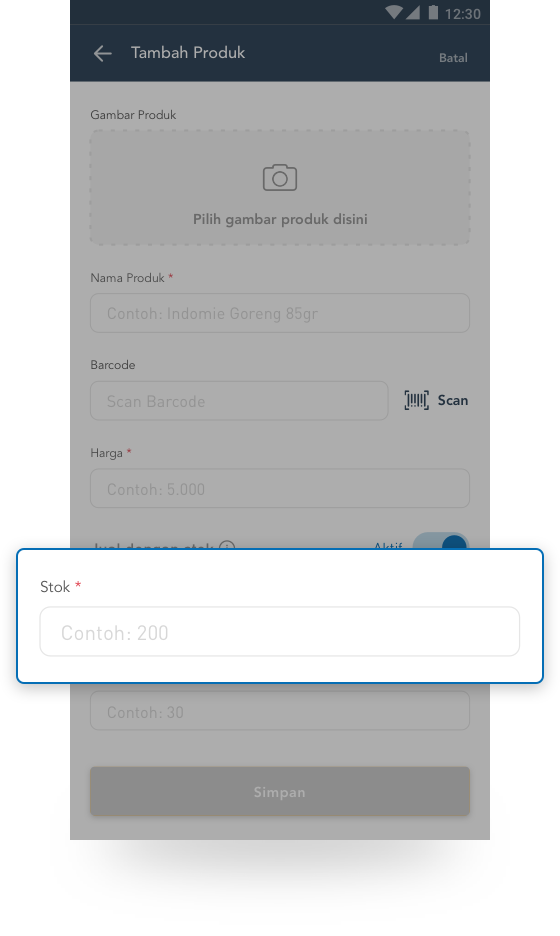 12:30
Tambah Produk
Batal
Gambar Produk
Pilih gambar produk disini
Nama Produk *
Contoh: Indomie Goreng 85gr
Barcode
Scan Barcode
Scan
Harga *
Contoh: 5.000
Jual dengan stok
Aktif
Stok *
Contoh: 200
Contoh: 30
Simpan